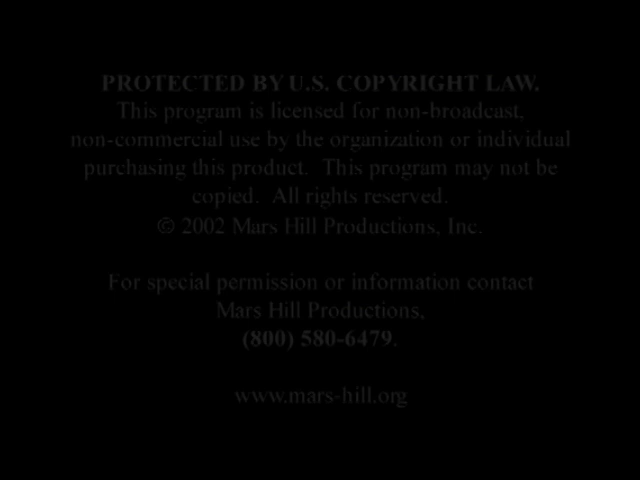 PROTECTED BY U.S. COPYRIGHT LAW.
This program is licensed for non-broadcast,
non-commercial use by the organization or individual
purchasing this product.  This program may not be
copied.  All rights reserved.
© 2002 Mars Hill Productions, Inc.
For special permission or information contact
Mars Hill Productions,
(800) 580-6479.
www.mars-hill.org